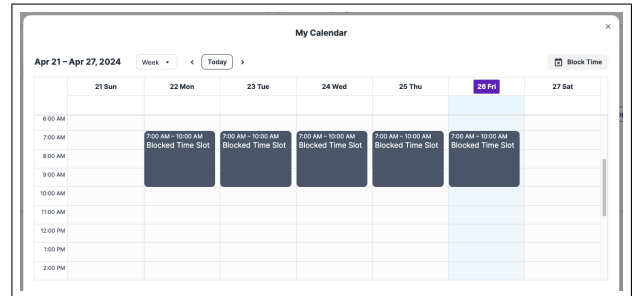 My Calendar
×
Apr 21 – Apr 27, 2024
Week
Today
Block Time
21 Sun
22 Mon
23 Tue
24 Wed
25 Thu
26 Fri
27 Sat
6:00 AM
7:00 AM
8:00 AM
9:00 AM
10:00 AM
11:00 AM
12:00 PM
1:00 PM
2:00 PM
7:00 AM – 10:00 AM
Blocked Time Slot
7:00 AM – 10:00 AM
Blocked Time Slot
7:00 AM – 10:00 AM
Blocked Time Slot
7:00 AM – 10:00 AM
Blocked Time Slot
7:00 AM – 10:00 AM
Blocked Time Slot